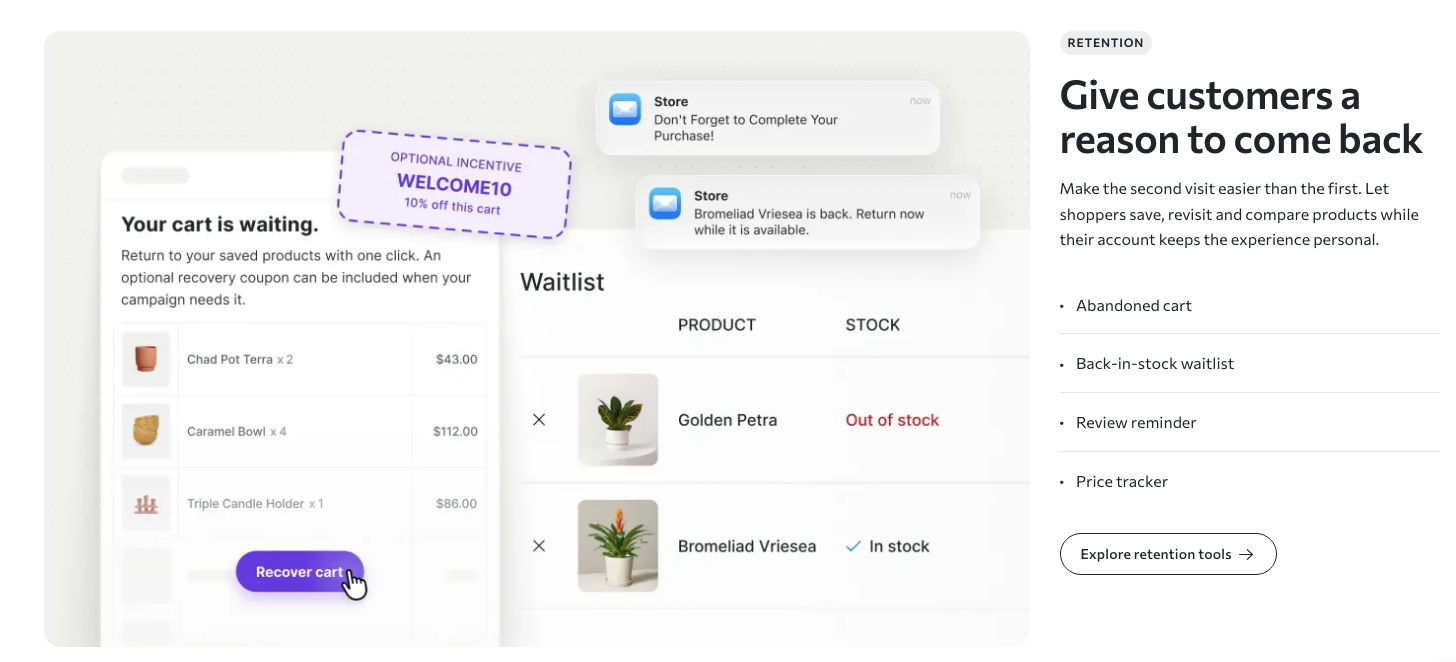 OPTIONAL INCENTIVE
WELCOME10
10% off this cart
Store
now
Don't Forget to Complete Your
Purchase!
Store
now
Bromeliad Vriesea is back. Return now
while it is available.
Your cart is waiting.
Return to your saved products with one click. An
optional recovery coupon can be included when your
campaign needs it.
Chad Pot Terra x 2 $43.00
Caramel Bowl x 4 $112.00
Triple Candle Holder x 1 $86.00
Recover cart
Waitlist
PRODUCT STOCK
Golden Petra Out of stock
Bromeliad Vriesea In stock
RETENTION
Give customers a
reason to come back
Make the second visit easier than the first. Let
shoppers save, revisit and compare products while
their account keeps the experience personal.
• Abandoned cart
• Back-in-stock waitlist
• Review reminder
• Price tracker
Explore retention tools →